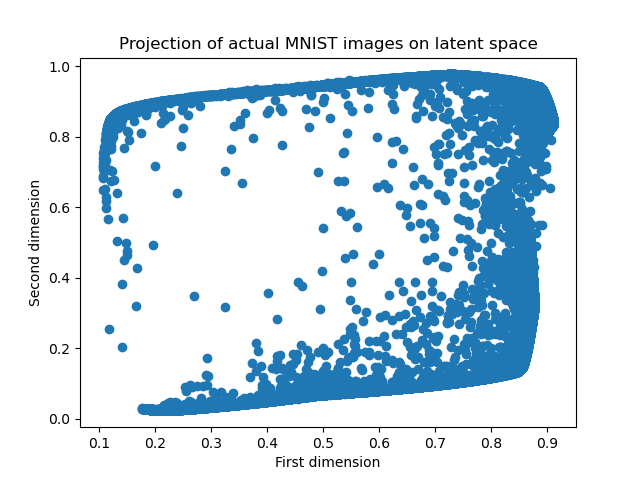 Projection of actual MNIST images on latent space
1.0
0.8
0.6
0.4
0.2
0.0
Second dimension
0.1 0.2 0.3 0.4 0.5 0.6 0.7 0.8 0.9
First dimension